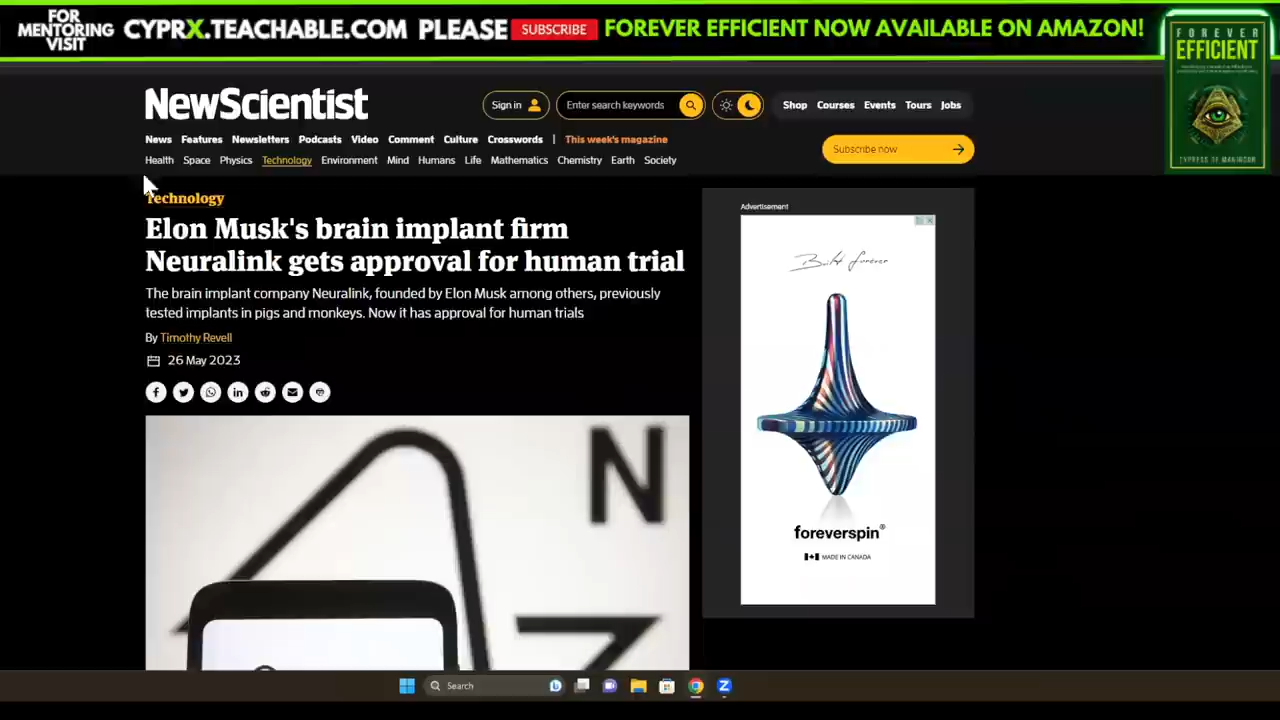 FOR
MENTORING
VISIT
CYPRX.TEACHABLE.COM PLEASE SUBSCRIBE FOREVER EFFICIENT NOW AVAILABLE ON AMAZON!
FOREVER
EFFICIENT
CYPRESS OF MANIKOOR
NewScientist
Sign in
Enter search keywords
Shop Courses Events Tours Jobs
News Features Newsletters Podcasts Video Comment Culture Crosswords | This week's magazine
Health Space Physics Technology Environment Mind Humans Life Mathematics Chemistry Earth Society
Subscribe now
Technology
Elon Musk's brain implant firm
Neuralink gets approval for human trial
The brain implant company Neuralink, founded by Elon Musk among others, previously
tested implants in pigs and monkeys. Now it has approval for human trials
By Timothy Revell
26 May 2023
N
Advertisement
Built forever
foreverspin®
MADE IN CANADA
Search